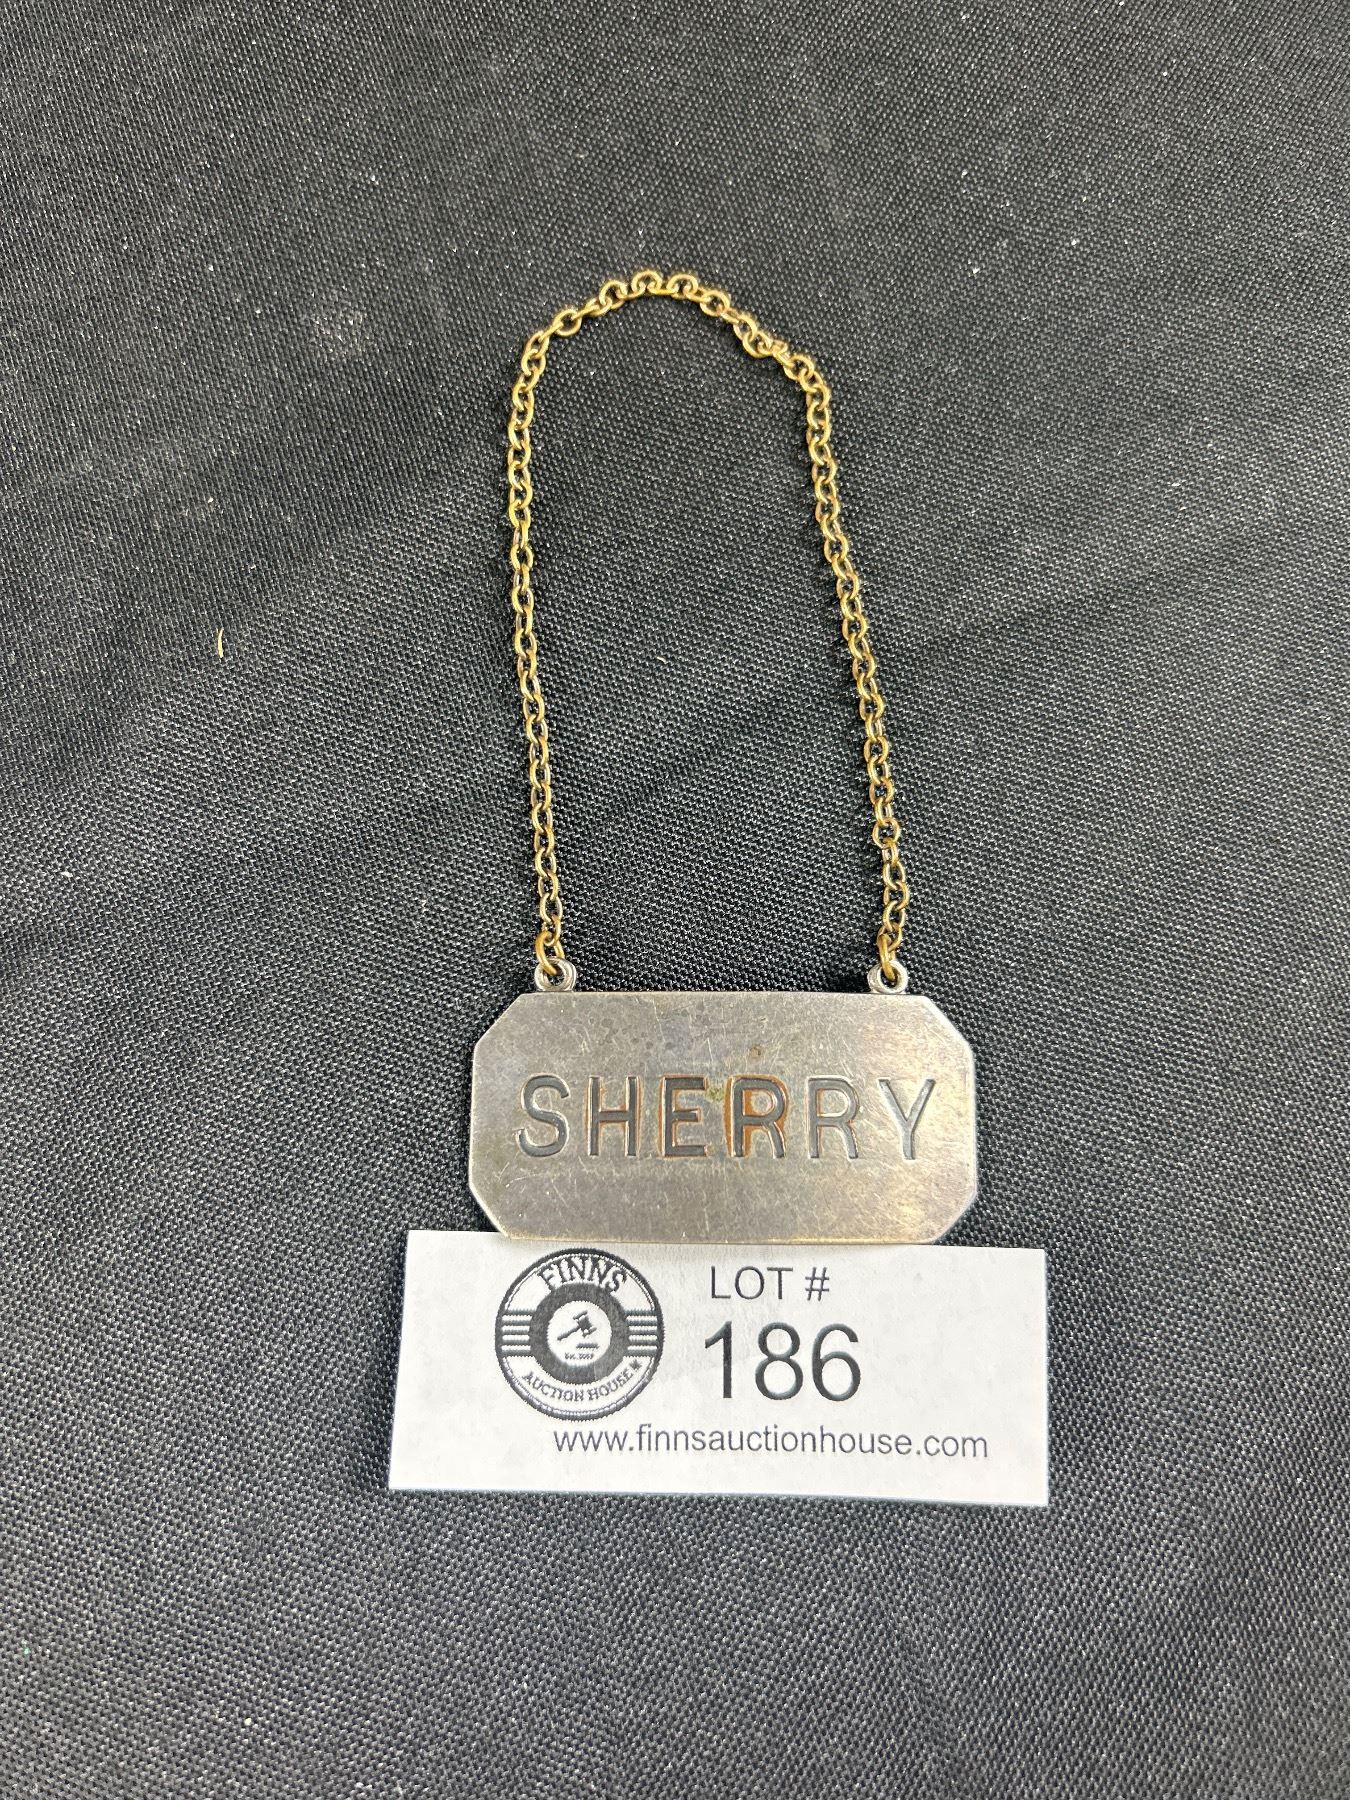 SHERRY
FINNS
AUCTION HOUSE
LOT #
186
www.finnsauctionhouse.com